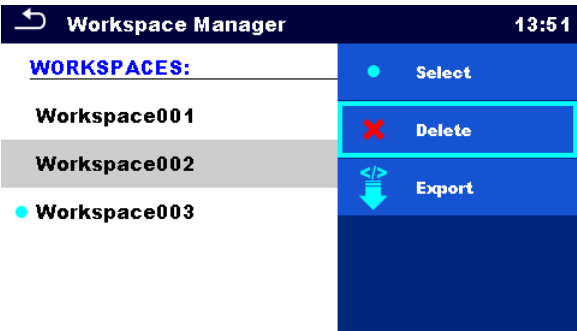 Workspace Manager 13:51
WORKSPACES:
Workspace001
Workspace002
Workspace003
Select
Delete
</>
Export